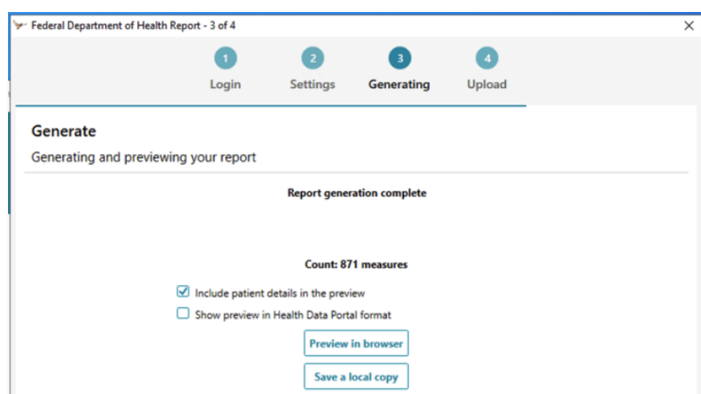 Federal Department of Health Report - 3 of 4
1 2 3 4
Login Settings Generating Upload
Generate
Generating and previewing your report
Report generation complete
Count: 871 measures
Include patient details in the preview
Show preview in Health Data Portal format
Preview in browser
Save a local copy